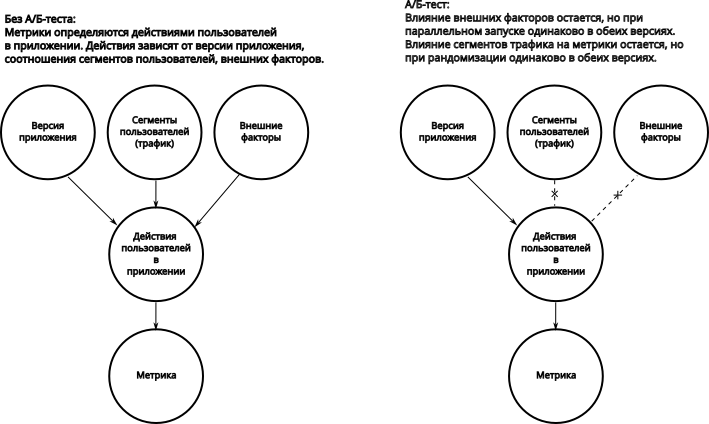 Без А/Б-теста:
Метрики определяются действиями пользователей
в приложении. Действия зависят от версии приложения,
соотношения сегментов пользователей, внешних факторов.
Версия
приложения
Сегменты
пользователей
(трафик)
Внешние
факторы
Действия
пользователей
в
приложении
Метрика
А/Б-тест:
Влияние внешних факторов остается, но при
параллельном запуске одинаково в обеих версиях.
Влияние сегментов трафика на метрики остается, но
при рандомизации одинаково в обеих версиях.
Версия
приложения
Сегменты
пользователей
(трафик)
Внешние
факторы
Действия
пользователей
в
приложении
Метрика